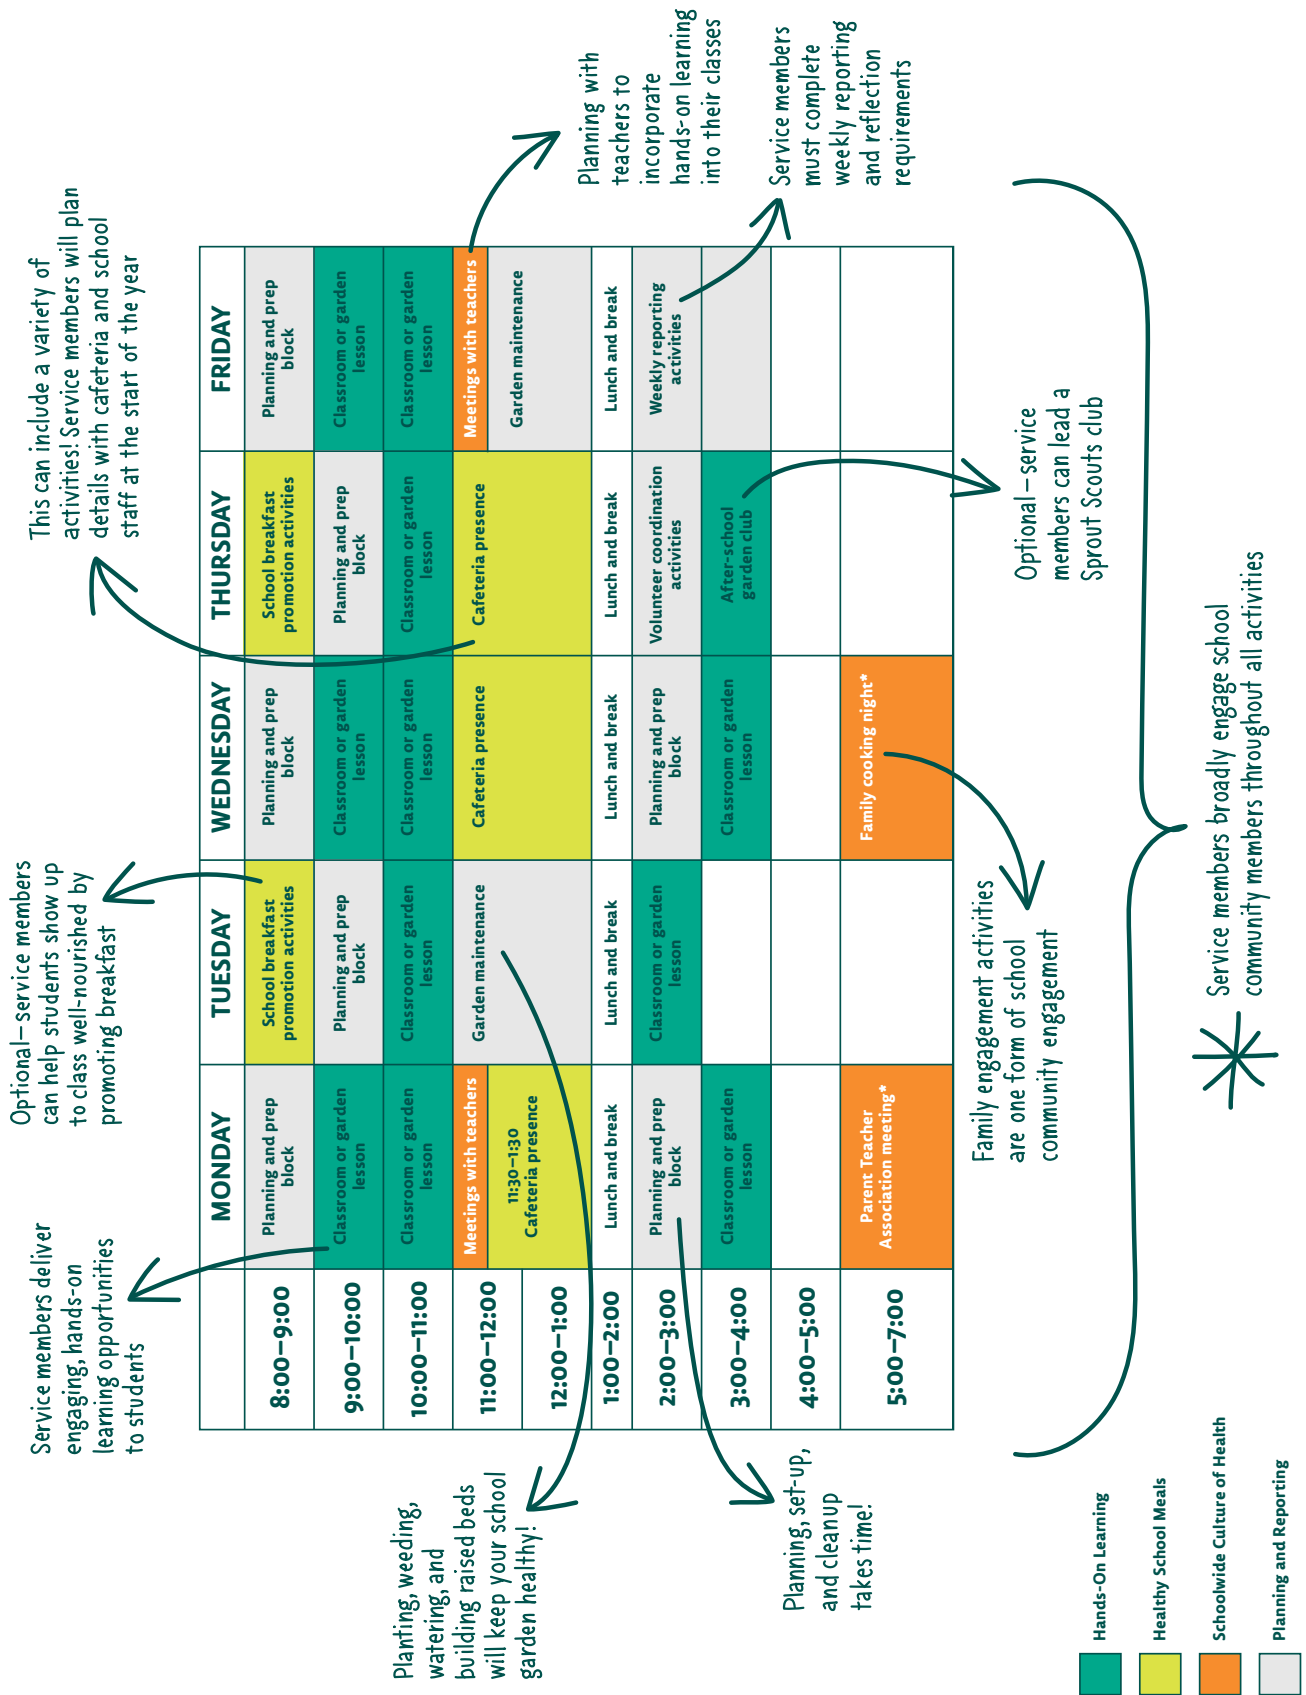 Service members deliver
engaging, hands-on
learning opportunities
to students
Optional—service members
can help students show up
to class well-nourished by
promoting breakfast
This can include a variety of
activities! Service members will plan
details with cafeteria and school
staff at the start of the year
MONDAY
TUESDAY
WEDNESDAY
THURSDAY
FRIDAY
8:00–9:00
Planning and prep
block
School breakfast
promotion activities
Planning and prep
block
School breakfast
promotion activities
Planning and prep
block
9:00–10:00
Classroom or garden
lesson
Planning and prep
block
Classroom or garden
lesson
Planning and prep
block
Classroom or garden
lesson
10:00–11:00
Classroom or garden
lesson
Classroom or garden
lesson
Classroom or garden
lesson
Classroom or garden
lesson
Classroom or garden
lesson
11:00–12:00
Meetings with teachers
Garden maintenance
Cafeteria presence
Cafeteria presence
Meetings with teachers
12:00–1:00
11:30–1:30
Cafeteria presence
Garden maintenance
1:00–2:00
Lunch and break
Lunch and break
Lunch and break
Lunch and break
Lunch and break
2:00–3:00
Planning and prep
block
Classroom or garden
lesson
Planning and prep
block
Volunteer coordination
activities
Weekly reporting
activities
3:00–4:00
Classroom or garden
lesson
Classroom or garden
lesson
After-school
garden club
4:00–5:00
5:00–7:00
Parent Teacher
Association meeting*
Family cooking night*
Planting, weeding,
watering, and
building raised beds
will keep your school
garden healthy!
Planning, set-up,
and cleanup
takes time!
Planning with
teachers to
incorporate
hands-on learning
into their classes
Service members
must complete
weekly reporting
and reflection
requirements
Family engagement activities
are one form of school
community engagement
Optional—service
members can lead a
Sprout Scouts club
Service members broadly engage school
community members throughout all activities
Hands-On Learning
Healthy School Meals
Schoolwide Culture of Health
Planning and Reporting